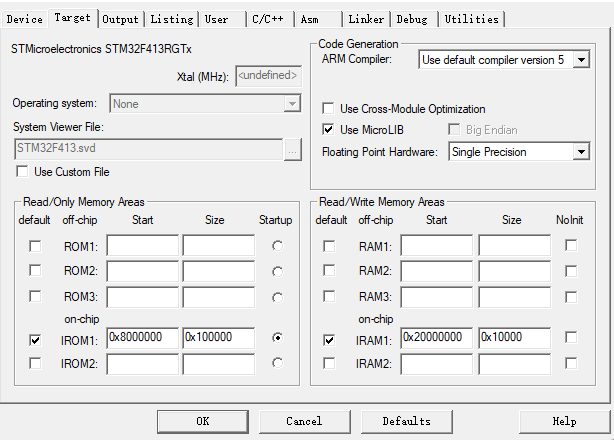 Device Target Output Listing User C/C++ Asm Linker Debug Utilities
STMicroelectronics STM32F413RGTx
Xtal (MHz): <undefined>
Operating system: None
System Viewer File:
STM32F413.svd ...
Use Custom File
Code Generation
ARM Compiler: Use default compiler version 5
Use Cross-Module Optimization
Use MicroLIB Big Endian
Floating Point Hardware: Single Precision
Read/Only Memory Areas
default off-chip Start Size Startup
ROM1:
ROM2:
ROM3:
on-chip
IROM1: 0x8000000 0x100000
IROM2:
Read/Write Memory Areas
default off-chip Start Size NoInit
RAM1:
RAM2:
RAM3:
on-chip
IRAM1: 0x20000000 0x10000
IRAM2:
OK Cancel Defaults Help